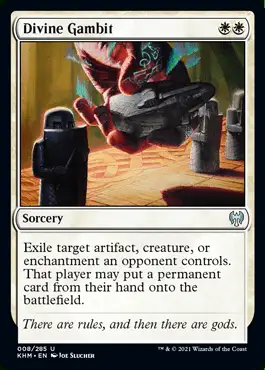 Divine Gambit
Sorcery
Exile target artifact, creature, or
enchantment an opponent controls.
That player may put a permanent
card from their hand onto the
battlefield.
There are rules, and then there are gods.
008/285 U
KHM • EN Joe Slucher
™ & © 2021 Wizards of the Coast